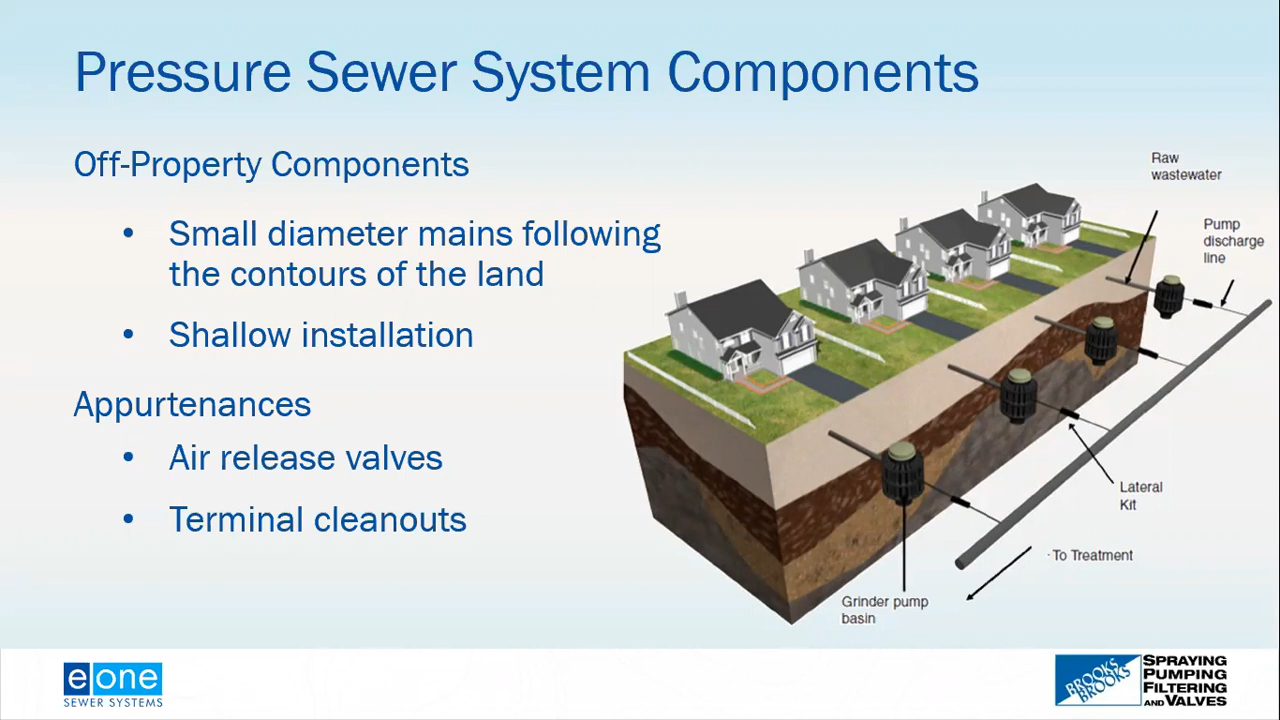 Pressure Sewer System Components
Off-Property Components
• Small diameter mains following
the contours of the land
• Shallow installation
Appurtenances
• Air release valves
• Terminal cleanouts
Raw
wastewater
Pump
discharge
line
Lateral
Kit
To Treatment
Grinder pump
basin
eone
SEWER SYSTEMS
BROOKS
BROOKS
SPRAYING
PUMPING
FILTERING
AND VALVES